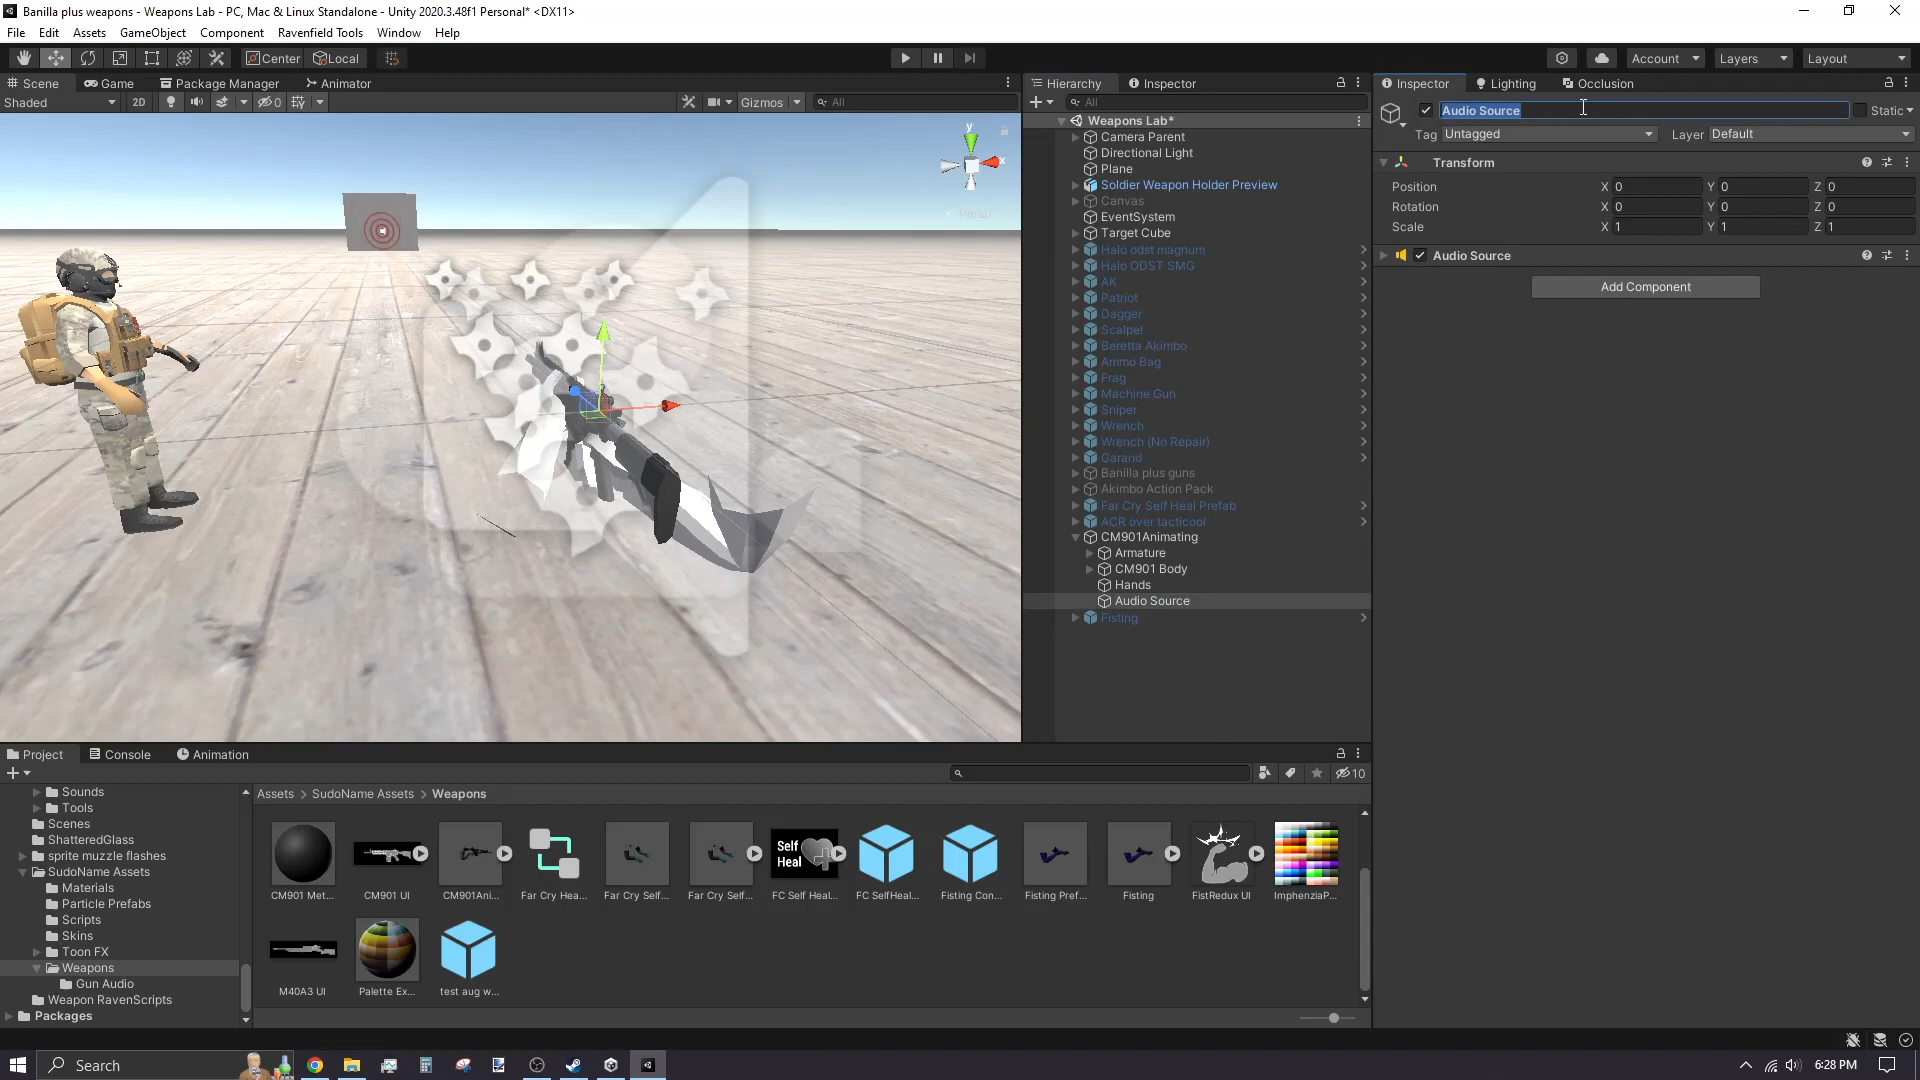 Banilla plus weapons - Weapons Lab - PC, Mac & Linux Standalone - Unity 2020.3.48f1 Personal* <DX11>
File Edit Assets GameObject Component Ravenfield Tools Window Help
Center Local Account Layers Layout
Scene Game Package Manager Animator
Shaded 2D 0 Gizmos All
y x
Persp
Hierarchy Inspector
All
Weapons Lab*
Camera Parent
Directional Light
Plane
Soldier Weapon Holder Preview
Canvas
EventSystem
Target Cube
Halo odst magnum
Halo ODST SMG
AK
Patriot
Dagger
Scalpel
Beretta Akimbo
Ammo Bag
Frag
Machine Gun
Sniper
Wrench
Wrench (No Repair)
Garand
Banilla plus guns
Akimbo Action Pack
Far Cry Self Heal Prefab
ACR over tacticool
CM901Animating
Armature
CM901 Body
Hands
Audio Source
Fisting
Inspector Lighting Occlusion
Audio Source Static
Tag Untagged Layer Default
Transform
Position X 0 Y 0 Z 0
Rotation X 0 Y 0 Z 0
Scale X 1 Y 1 Z 1
Audio Source
Add Component
Project Console Animation
10
Sounds
Tools
Scenes
ShatteredGlass
sprite muzzle flashes
SudoName Assets
Materials
Particle Prefabs
Scripts
Skins
Toon FX
Weapons
Gun Audio
Weapon RavenScripts
Packages
Assets > SudoName Assets > Weapons
Self
Heal
CM901 Met... CM901 UI CM901Ani... Far Cry Hea... Far Cry Self... Far Cry Self... FC Self Heal... FC SelfHeal... Fisting Con... Fisting Pref... Fisting FistRedux UI ImphenziaP...
M40A3 UI Palette Ex... test aug w...
Search 6:28 PM